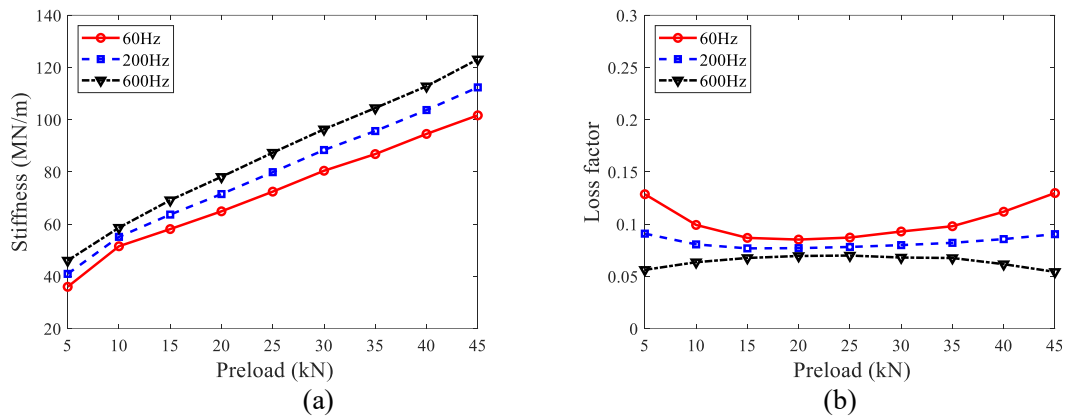 140
120
100
80
60
40
20
Stiffness (MN/m)
60Hz
200Hz
600Hz
5 10 15 20 25 30 35 40 45
Preload (kN)
(a)
0.3
0.25
0.2
0.15
0.1
0.05
0
Loss factor
60Hz
200Hz
600Hz
5 10 15 20 25 30 35 40 45
Preload (kN)
(b)